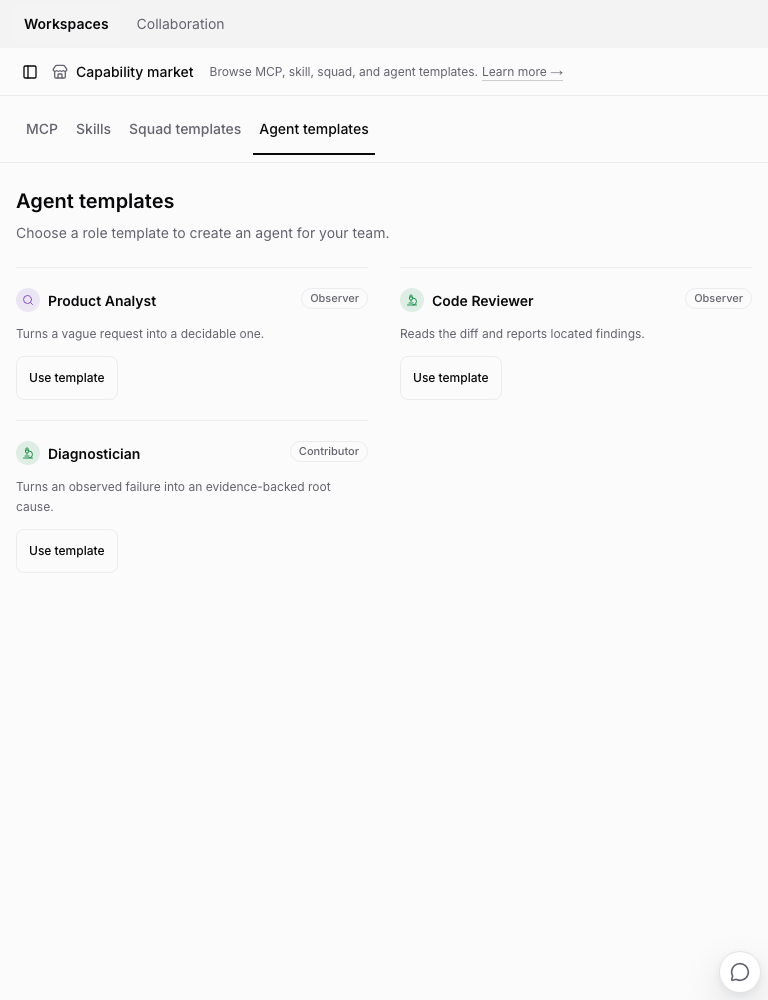 Workspaces
Collaboration
Capability market
Browse MCP, skill, squad, and agent templates. Learn more →
MCP
Skills
Squad templates
Agent templates
Agent templates
Choose a role template to create an agent for your team.
Product Analyst
Observer
Turns a vague request into a decidable one.
Use template
Code Reviewer
Observer
Reads the diff and reports located findings.
Use template
Diagnostician
Contributor
Turns an observed failure into an evidence-backed root
cause.
Use template